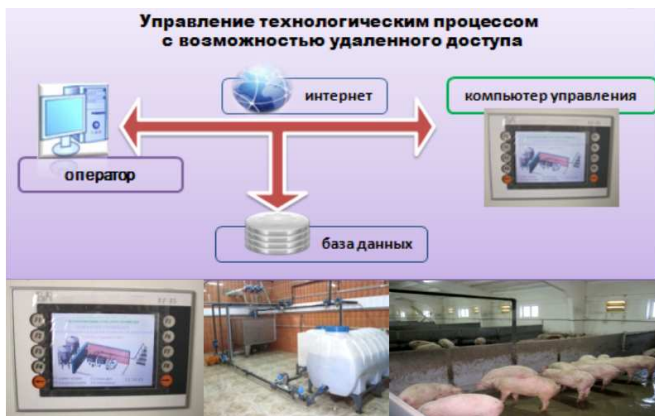 Управление технологическим процессом
с возможностью удаленного доступа
интернет
компьютер управления
оператор
база данных